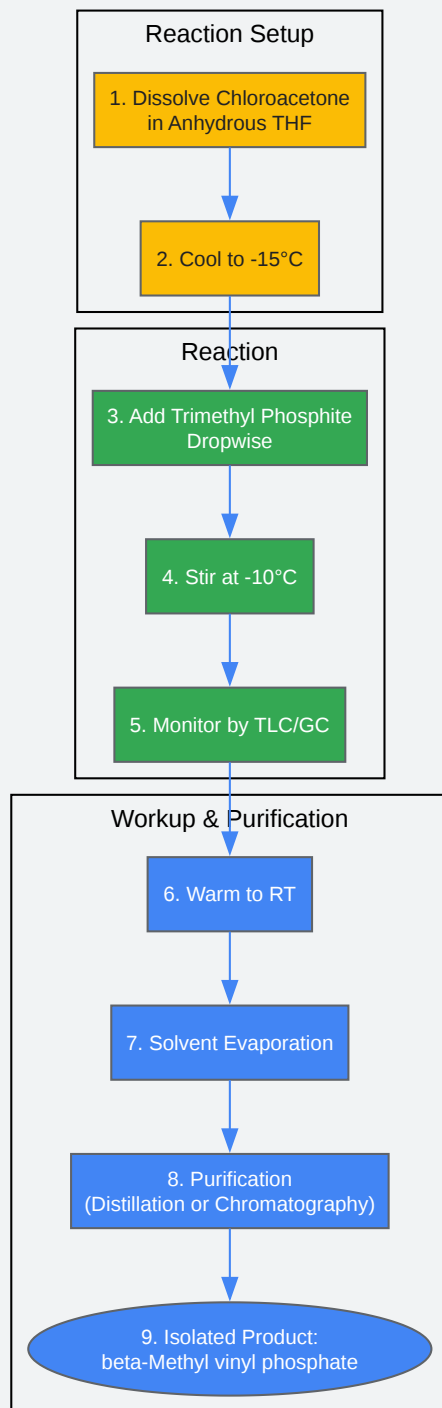 Reaction Setup
1. Dissolve Chloroacetone
in Anhydrous THF
2. Cool to -15°C
Reaction
3. Add Trimethyl Phosphite
Dropwise
4. Stir at -10°C
5. Monitor by TLC/GC
Workup & Purification
6. Warm to RT
7. Solvent Evaporation
8. Purification
(Distillation or Chromatography)
9. Isolated Product:
beta-Methyl vinyl phosphate